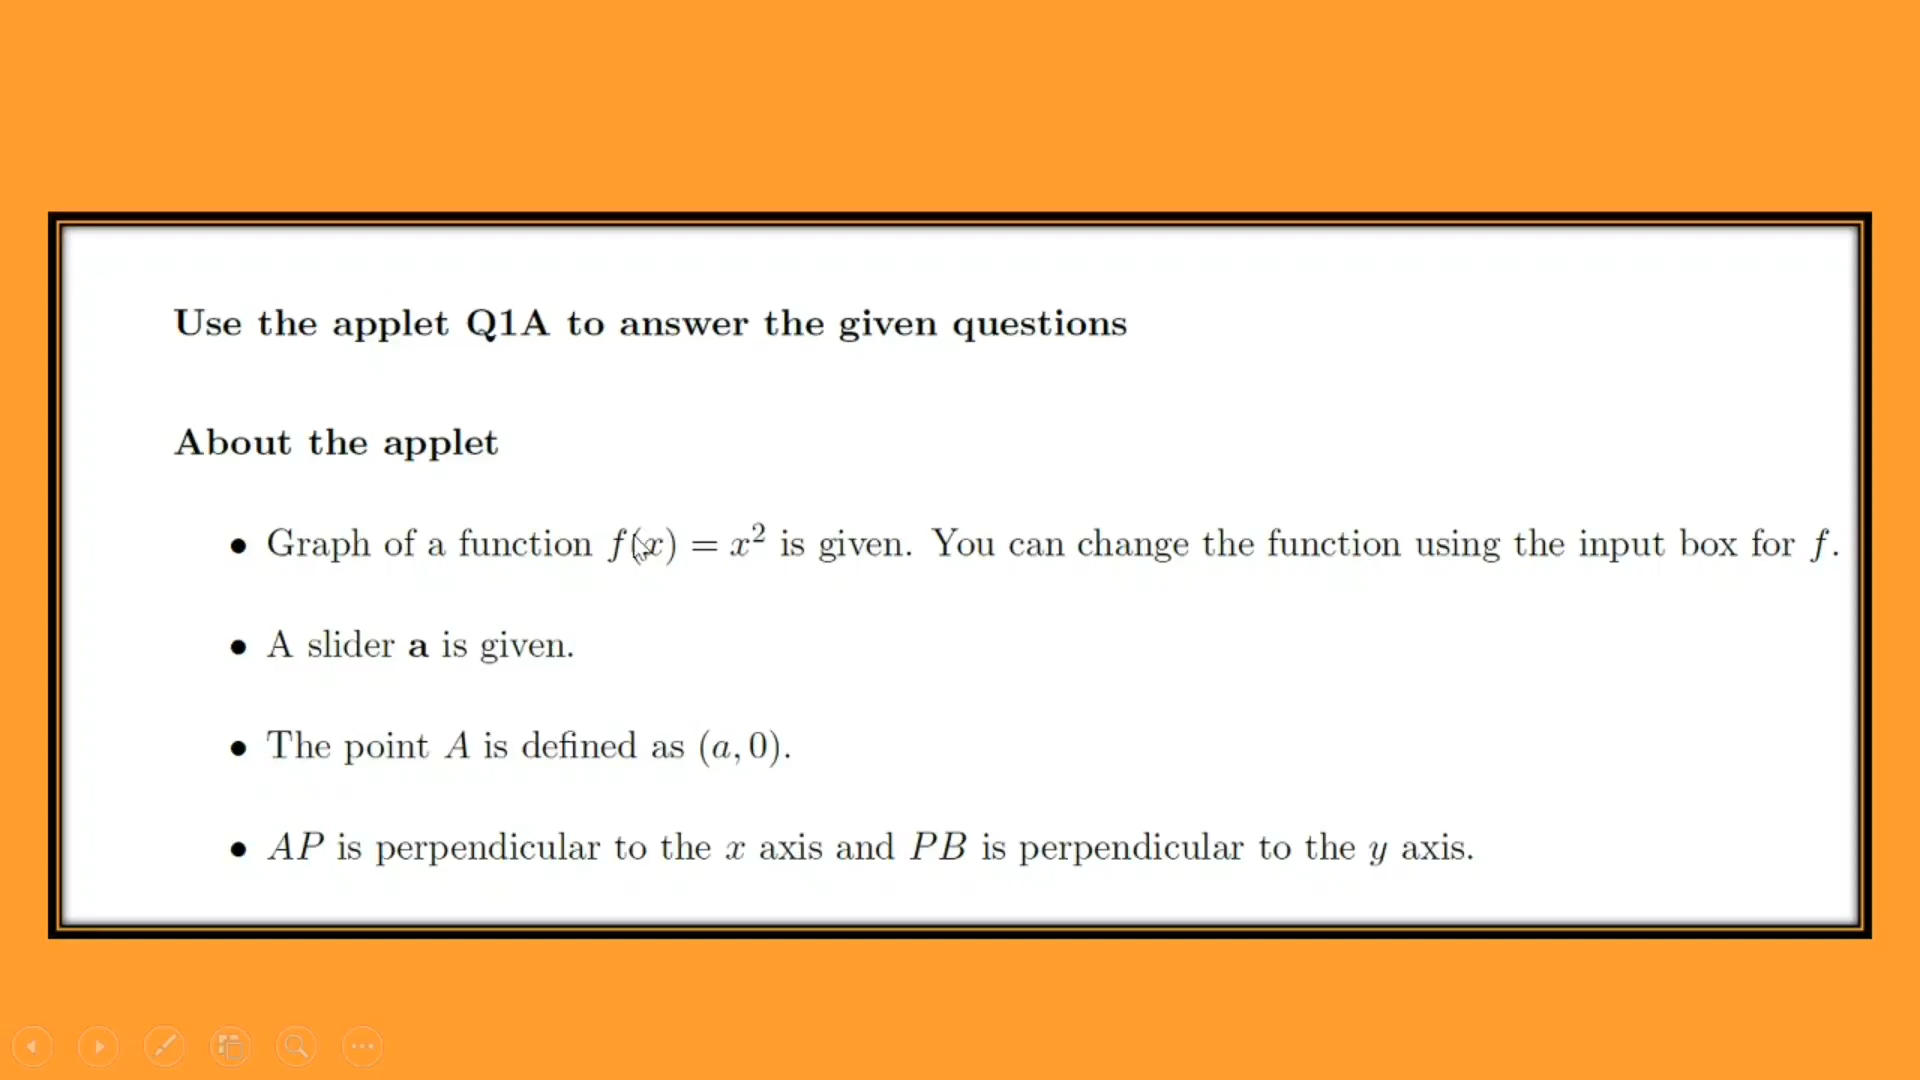 Use the applet Q1A to answer the given questions
About the applet
• Graph of a function f(x) = x² is given. You can change the function using the input box for f.
• A slider a is given.
• The point A is defined as (a, 0).
• AP is perpendicular to the x axis and PB is perpendicular to the y axis.